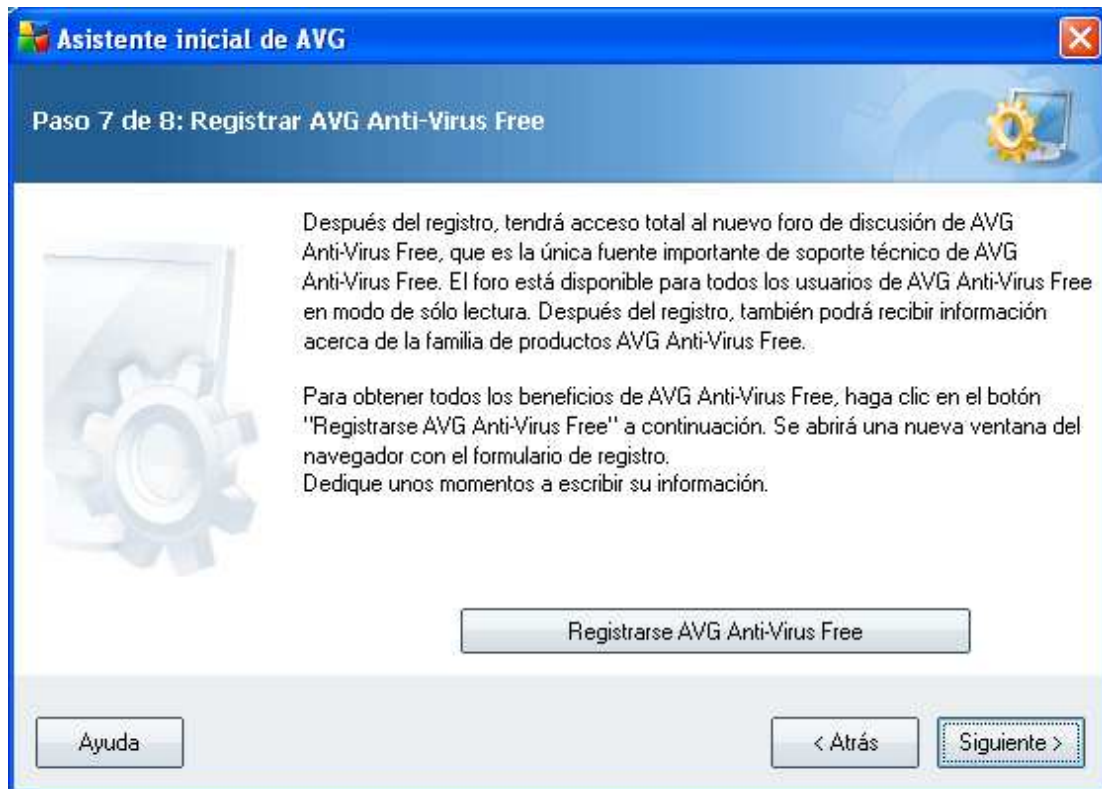 Asistente inicial de AVG
Paso 7 de 8: Registrar AVG Anti-Virus Free
Después del registro, tendrá acceso total al nuevo foro de discusión de AVG
Anti-Virus Free, que es la única fuente importante de soporte técnico de AVG
Anti-Virus Free. El foro está disponible para todos los usuarios de AVG Anti-Virus Free
en modo de sólo lectura. Después del registro, también podrá recibir información
acerca de la familia de productos AVG Anti-Virus Free.
Para obtener todos los beneficios de AVG Anti-Virus Free, haga clic en el botón
"Registrarse AVG Anti-Virus Free" a continuación. Se abrirá una nueva ventana del
navegador con el formulario de registro.
Dedique unos momentos a escribir su información.
Registrarse AVG Anti-Virus Free
Ayuda
< Atrás
Siguiente >